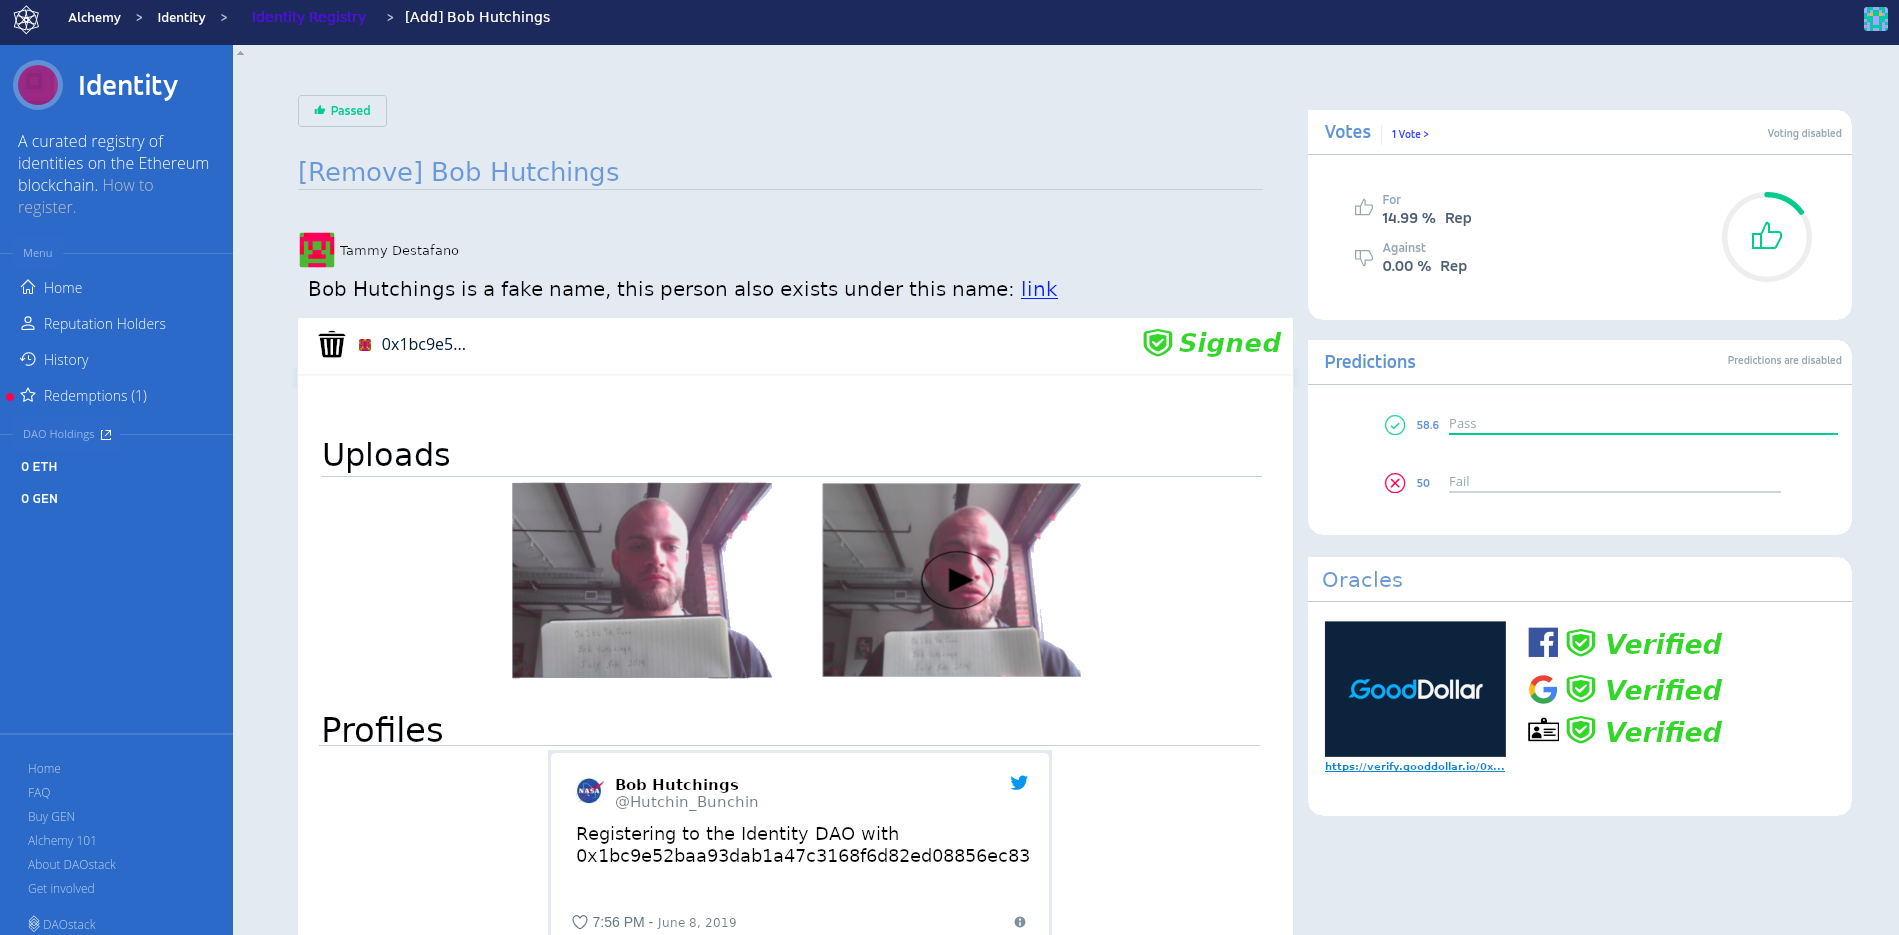 Alchemy > Identity > Identity Registry > [Add] Bob Hutchings
Identity
A curated registry of
identities on the Ethereum
blockchain. How to
register.
Menu
Home
Reputation Holders
History
Redemptions (1)
DAO Holdings
0 ETH
0 GEN
Home
FAQ
Buy GEN
Alchemy 101
About DAOstack
Get involved
DAOstack
Passed
[Remove] Bob Hutchings
Tammy Destafano
Bob Hutchings is a fake name, this person also exists under this name: link
0x1bc9e5...
Signed
Uploads
Profiles
NASA
Bob Hutchings
@Hutchin_Bunchin
Registering to the Identity DAO with
0x1bc9e52baa93dab1a47c3168f6d82ed08856ec83
7:56 PM - June 8, 2019
Votes
1 Vote >
Voting disabled
For
14.99 % Rep
Against
0.00 % Rep
Predictions
Predictions are disabled
58.6 Pass
50 Fail
Oracles
GoodDollar
https://verify.gooddollar.io/0x...
Verified
Verified
Verified